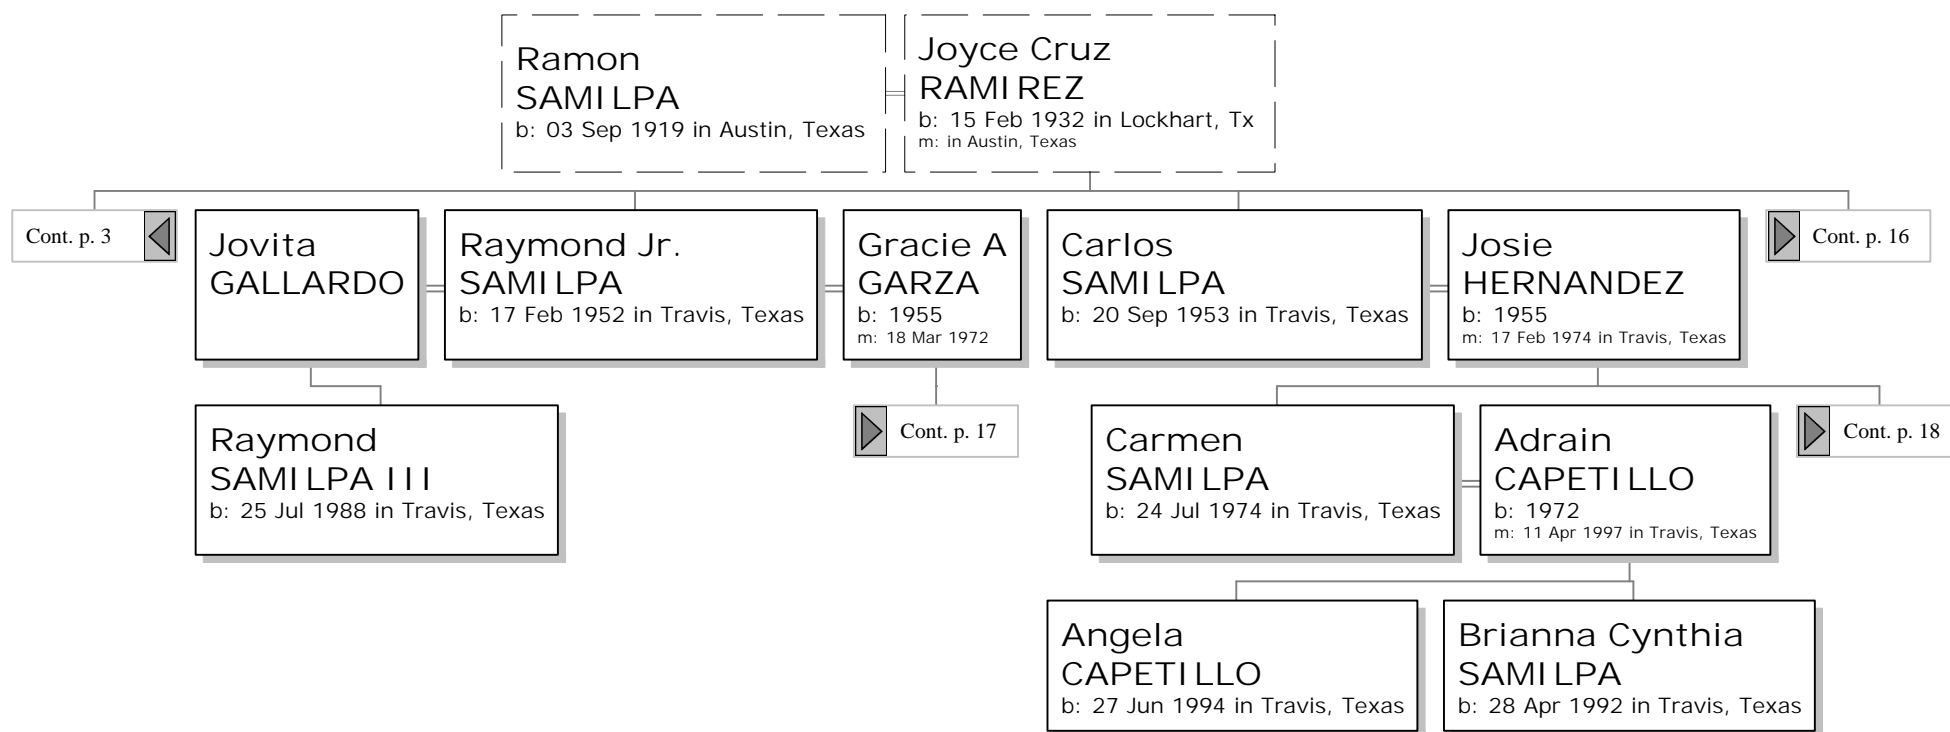 Ramon
SAMILPA
b: 03 Sep 1919 in Austin, Texas
Joyce Cruz
RAMIREZ
b: 15 Feb 1932 in Lockhart, Tx
m: in Austin, Texas
Cont. p. 3
Jovita
GALLARDO
Raymond Jr.
SAMILPA
b: 17 Feb 1952 in Travis, Texas
Gracie A
GARZA
b: 1955
m: 18 Mar 1972
Carlos
SAMILPA
b: 20 Sep 1953 in Travis, Texas
Josie
HERNANDEZ
b: 1955
m: 17 Feb 1974 in Travis, Texas
Cont. p. 16
Raymond
SAMILPA III
b: 25 Jul 1988 in Travis, Texas
Cont. p. 17
Carmen
SAMILPA
b: 24 Jul 1974 in Travis, Texas
Adrain
CAPETILLO
b: 1972
m: 11 Apr 1997 in Travis, Texas
Cont. p. 18
Angela
CAPETILLO
b: 27 Jun 1994 in Travis, Texas
Brianna Cynthia
SAMILPA
b: 28 Apr 1992 in Travis, Texas